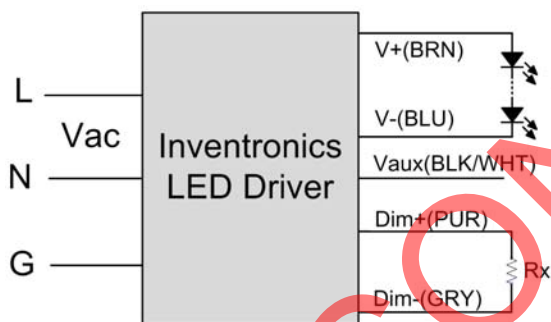 V+(BRN)
L
Vac
V-(BLU)
Inventronics
LED Driver
Vaux(BLK/WHT)
N
Dim+(PUR)
G
Rx
Dim-(GRY)